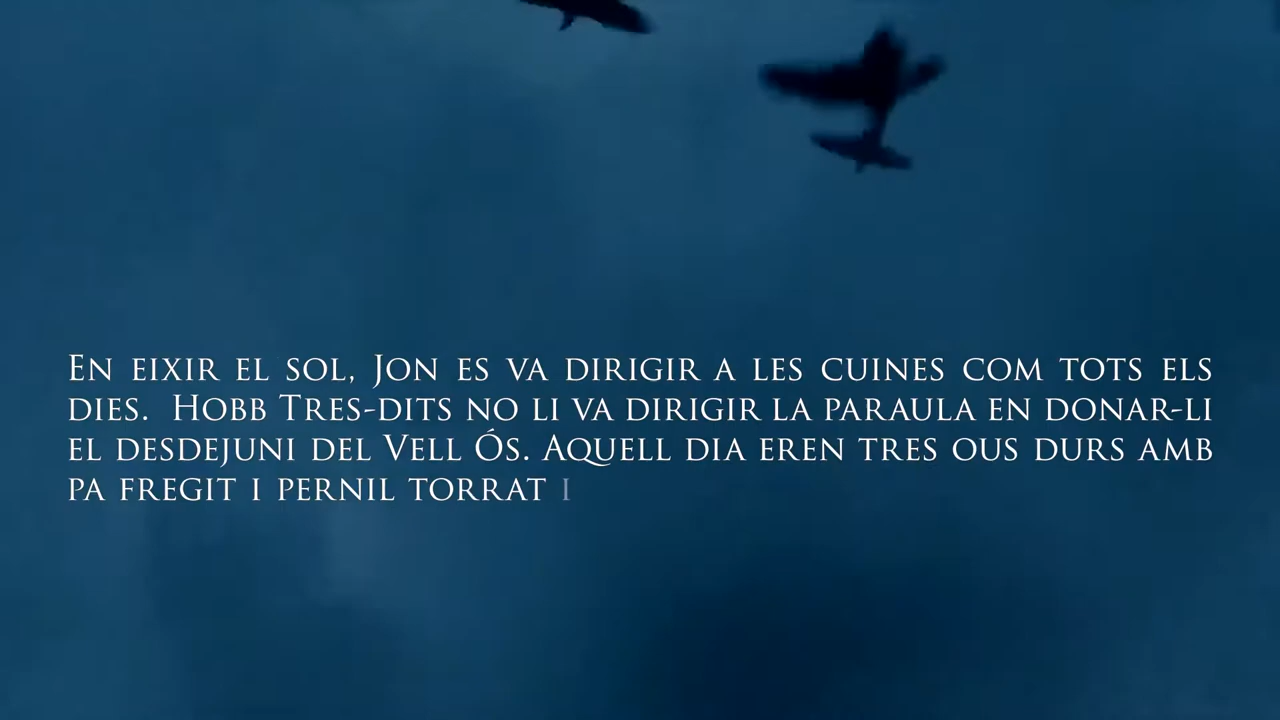 En eixir el sol, Jon es va dirigir a les cuines com tots els
dies.  Hobb Tres-dits no li va dirigir la paraula en donar-li
el desdejuni del Vell Ós. Aquell dia eren tres ous durs amb
pa fregit i pernil torrat i